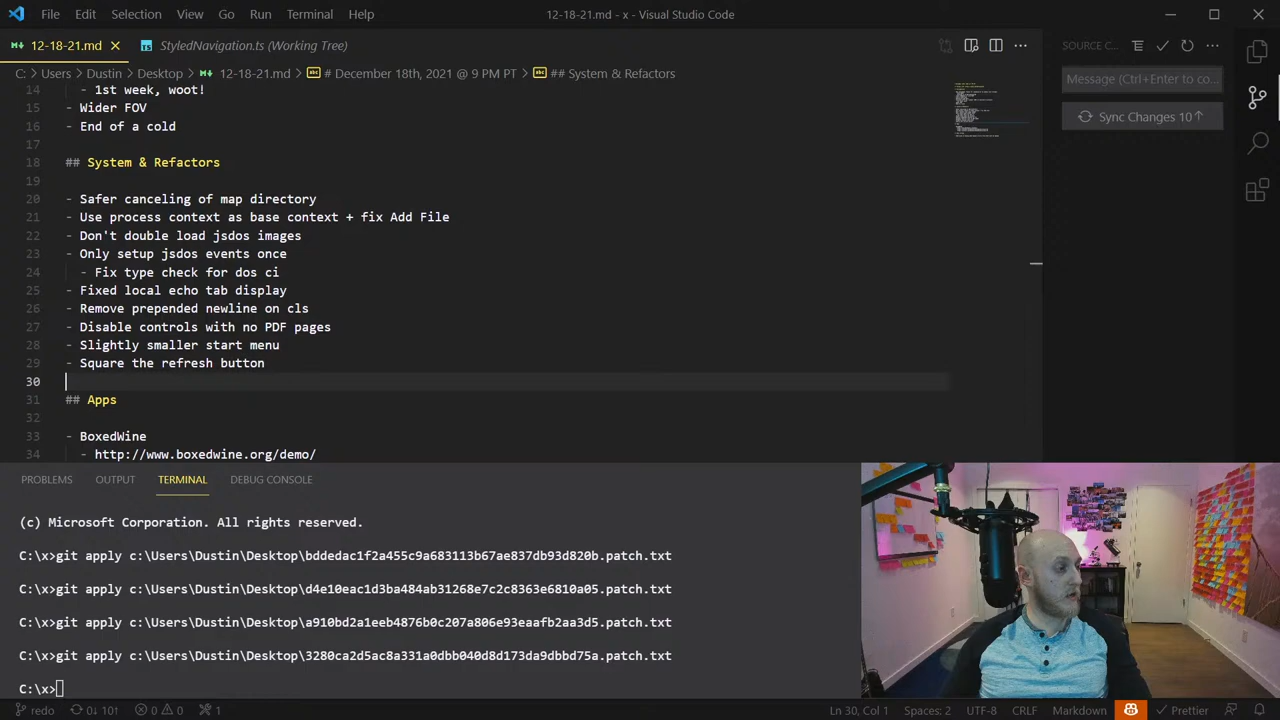 File Edit Selection View Go Run Terminal Help
12-18-21.md - x - Visual Studio Code
12-18-21.md
StyledNavigation.ts (Working Tree)
SOURCE C...
C: > Users > Dustin > Desktop > 12-18-21.md > # December 18th, 2021 @ 9 PM PT > ## System & Refactors
Message (Ctrl+Enter to co...
Sync Changes 10↑
14 - 1st week, woot!
15 - Wider FOV
16 - End of a cold
17
18 ## System & Refactors
19
20 - Safer canceling of map directory
21 - Use process context as base context + fix Add File
22 - Don't double load jsdos images
23 - Only setup jsdos events once
24 - Fix type check for dos ci
25 - Fixed local echo tab display
26 - Remove prepended newline on cls
27 - Disable controls with no PDF pages
28 - Slightly smaller start menu
29 - Square the refresh button
30
31 ## Apps
32
33 - BoxedWine
34 - http://www.boxedwine.org/demo/
PROBLEMS OUTPUT TERMINAL DEBUG CONSOLE
(c) Microsoft Corporation. All rights reserved.
C:\x>git apply c:\Users\Dustin\Desktop\bddedac1f2a455c9a683113b67ae837db93d820b.patch.txt
C:\x>git apply c:\Users\Dustin\Desktop\d4e10eac1d3ba484ab31268e7c2c8363e6810a05.patch.txt
C:\x>git apply c:\Users\Dustin\Desktop\a910bd2a1eeb4876b0c207a806e93eaafb2aa3d5.patch.txt
C:\x>git apply c:\Users\Dustin\Desktop\3280ca2d5ac8a331a0dbb040d8d173da9dbbd75a.patch.txt
C:\x>
redo 0↓ 10↑ 0 0 1
Ln 30, Col 1 Spaces: 2 UTF-8 CRLF Markdown Prettier